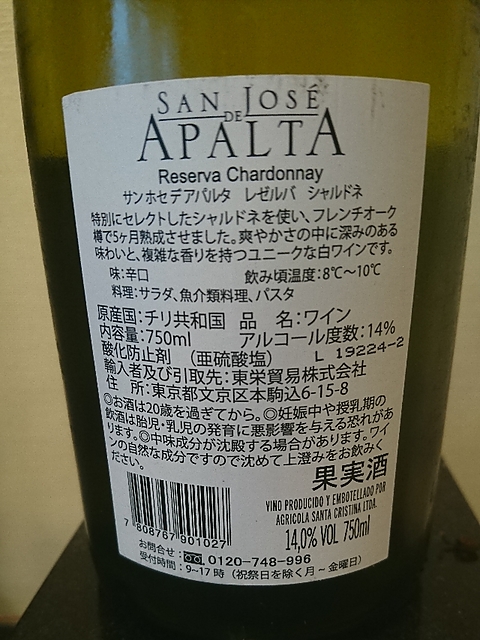 SAN JOSÉ
DE
APALTA
Reserva Chardonnay
サンホセデアパルタ レゼルバ シャルドネ
特別にセレクトしたシャルドネを使い、フレンチオーク
樽で5ヶ月熟成させました。爽やかさの中に深みのある
味わいと、複雑な香りを持つユニークな白ワインです。
味:辛口 飲み頃温度:8℃～10℃
料理:サラダ、魚介類料理、パスタ
原産国:チリ共和国 品 名:ワイン
内容量:750ml アルコール度数:14%
酸化防止剤 (亜硫酸塩) L 19224-2
輸入者及び引取先:東栄貿易株式会社
住 所:東京都文京区本駒込6-15-8
◎お酒は20歳を過ぎてから。◎妊娠中や授乳期の
飲酒は胎児・乳児の発育に悪影響を与える恐れがあ
ります。◎中味成分が沈殿する場合があります。ワイ
ンの自然な成分ですので沈めて上澄みをお飲みく
ださい。
果実酒
VINO PRODUCIDO Y EMBOTELLADO POR
AGRICOLA SANTA CRISTINA LTDA.
14,0% VOL 750ml
7 808767 901027
お問合せ: 0120-748-996
受付時間:9~17時(祝祭日を除く月~金曜日)